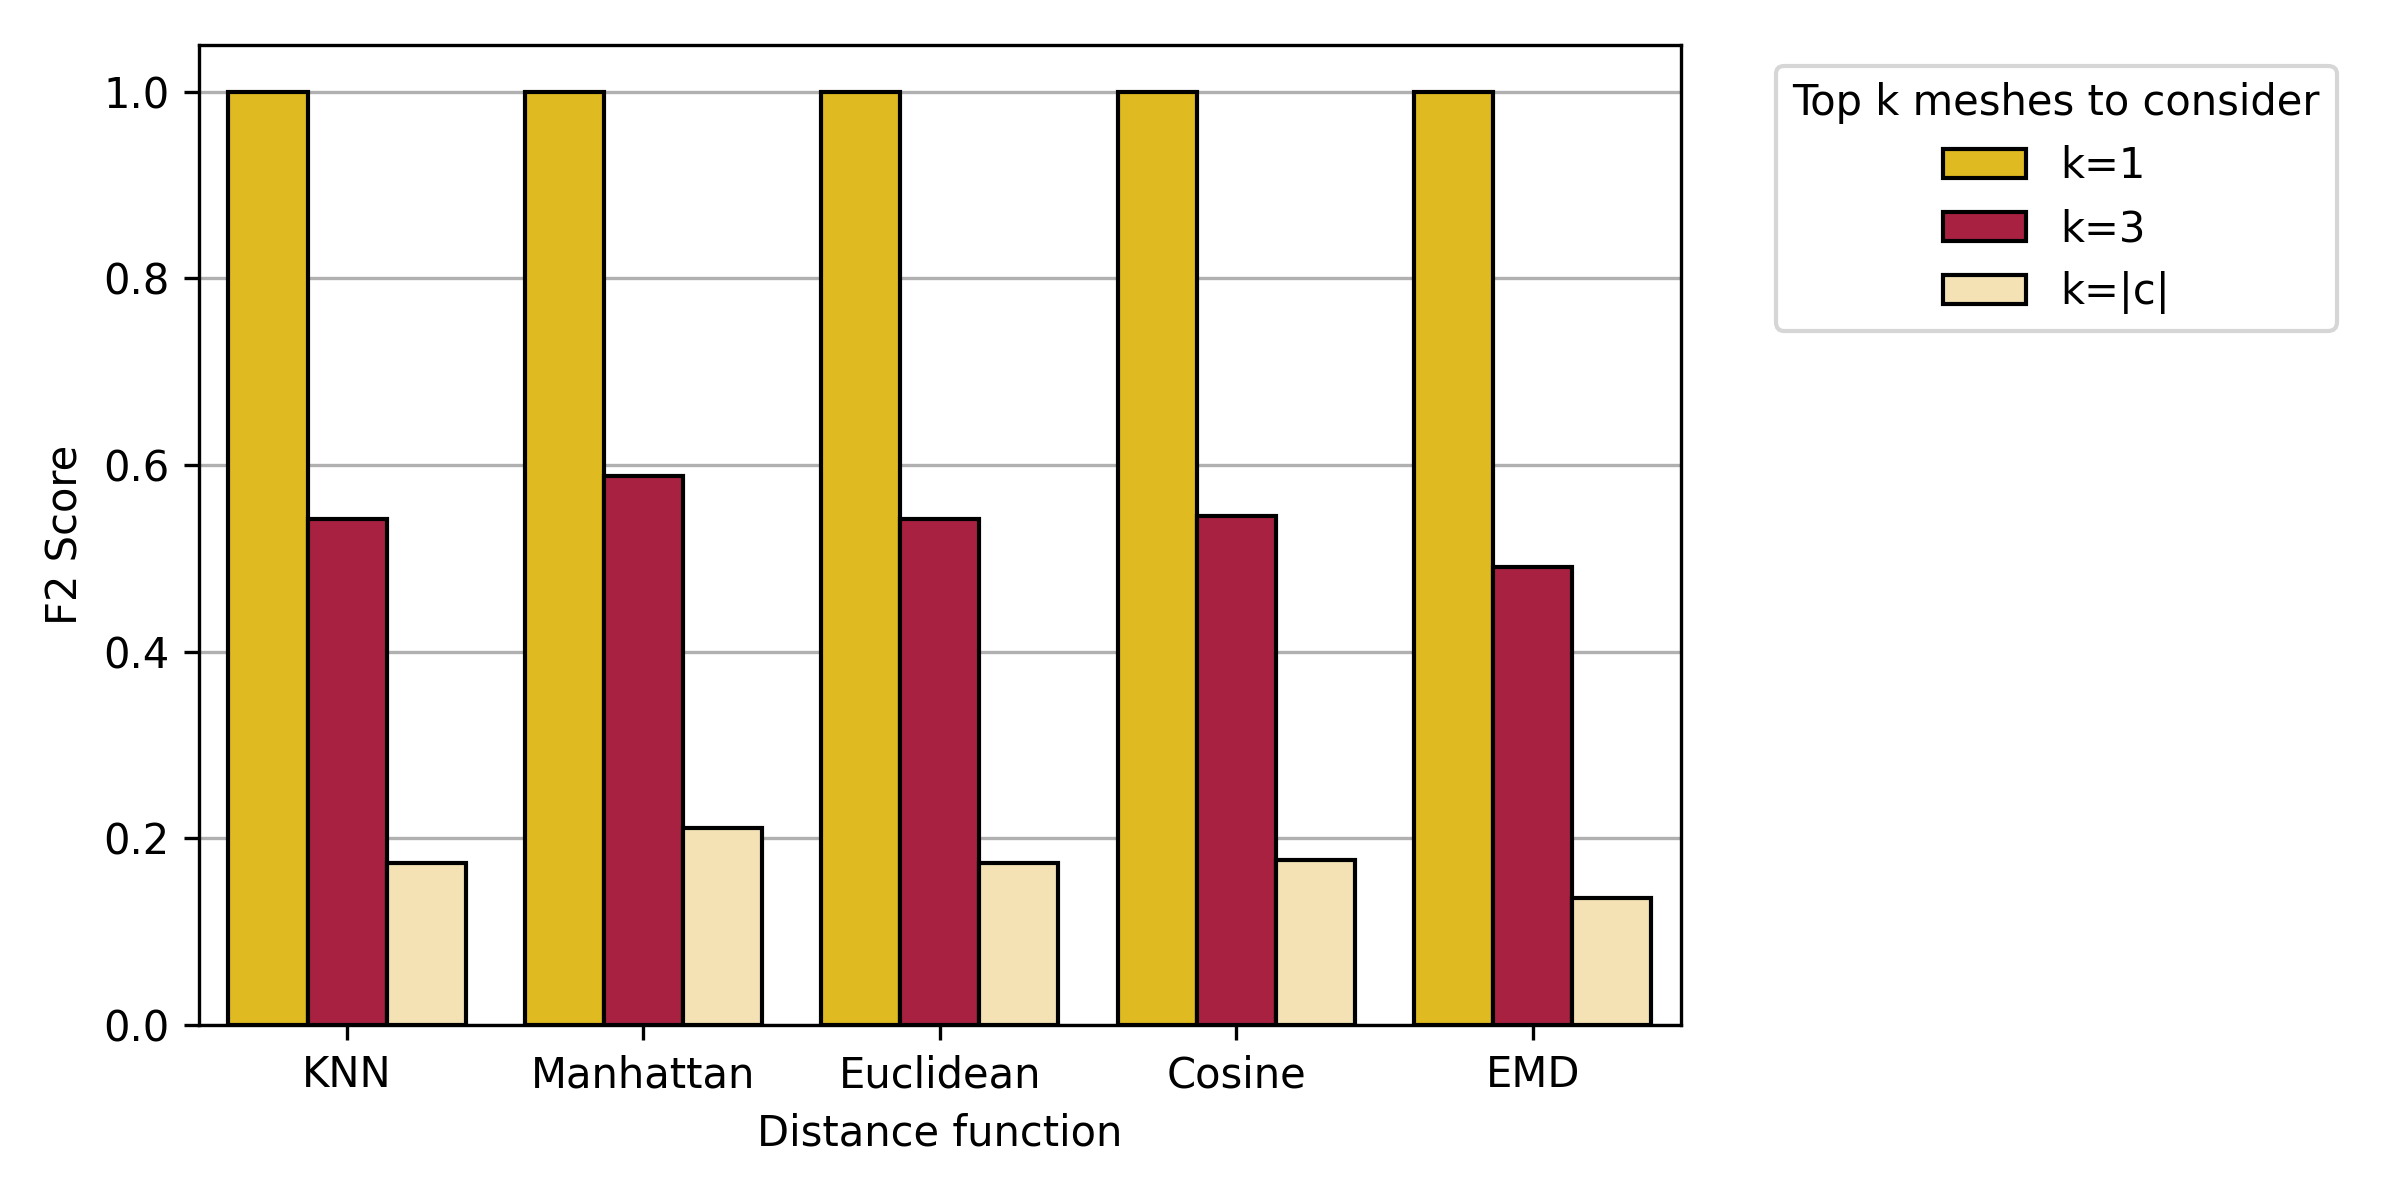 1.0
0.8
0.6
0.4
0.2
0.0
F2 Score
KNN
Manhattan
Euclidean
Cosine
EMD
Distance function
Top k meshes to consider
k=1
k=3
k=|c|